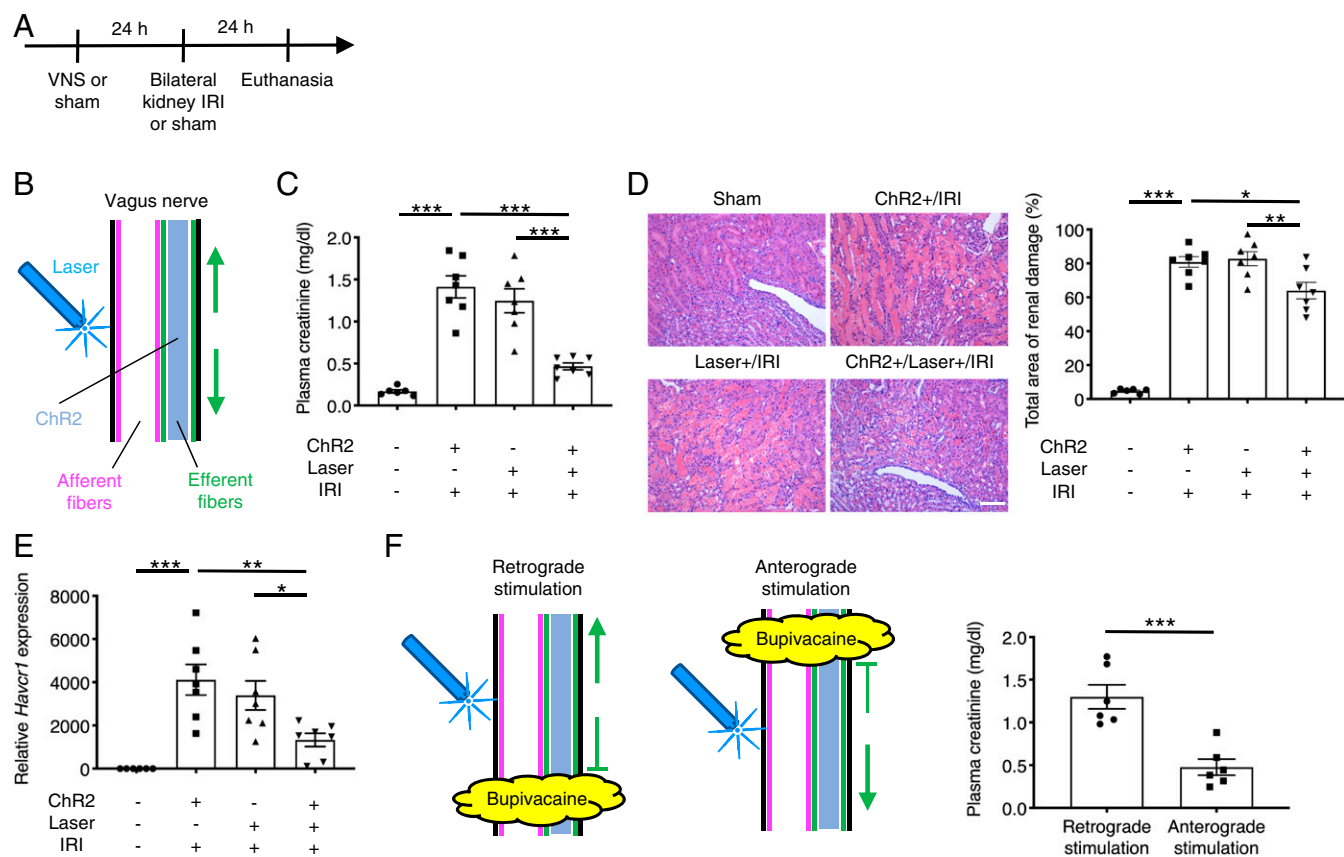 A
24 h
24 h
VNS or
sham
Bilateral
kidney IRI
or sham
Euthanasia
B
Vagus nerve
Laser
ChR2
Afferent
fibers
Efferent
fibers
C
Plasma creatinine (mg/dl)
***
***
***
2.0
1.5
1.0
0.5
0.0
ChR2 - + - +
Laser - - + +
IRI - + + +
D
Sham
ChR2+/IRI
Laser+/IRI
ChR2+/Laser+/IRI
Total area of renal damage (%)
***
*
**
100
80
60
40
20
0
ChR2 - + - +
Laser - - + +
IRI - + + +
E
Relative Havcr1 expression
***
**
*
8000
6000
4000
2000
0
ChR2 - + - +
Laser - - + +
IRI - + + +
F
Retrograde
stimulation
Bupivacaine
Anterograde
stimulation
Bupivacaine
Plasma creatinine (mg/dl)
***
2.0
1.5
1.0
0.5
0.0
Retrograde
stimulation
Anterograde
stimulation